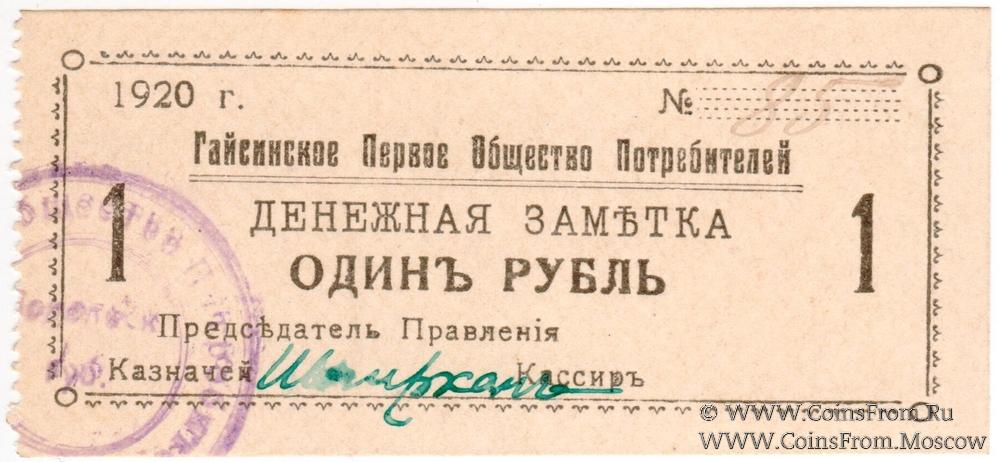 1920 г.
№ 85
Гайсинское Первое Общество Потребителей
1 ДЕНЕЖНАЯ ЗАМѢТКА 1
ОДИНЪ РУБЛЬ
Предсѣдатель Правленія
Казначей Кассиръ
© WWW.CoinsFrom.Ru
WWW.CoinsFrom.Moscow